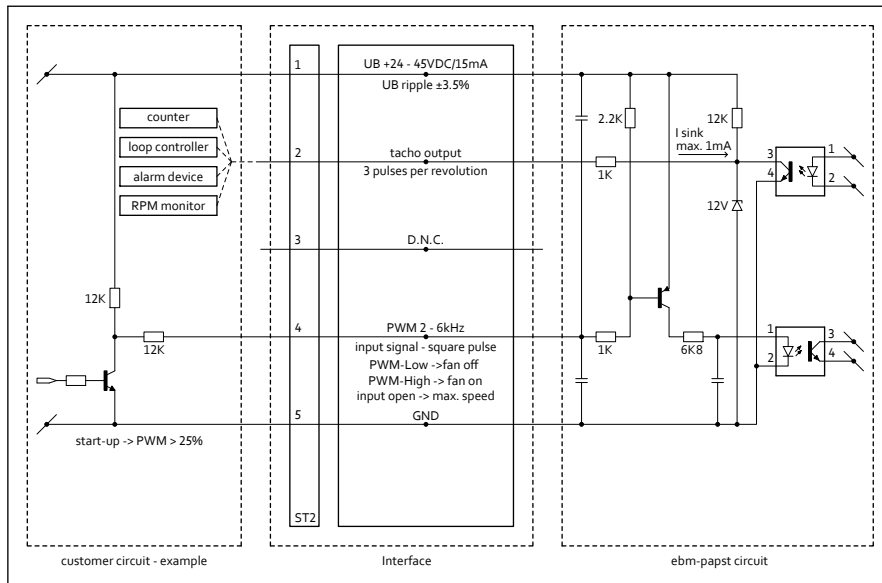 1
UB +24 - 45VDC/15mA
UB ripple ±3.5%
counter
loop controller
alarm device
RPM monitor
2
tacho output
3 pulses per revolution
3
D.N.C.
12K
12K
4
PWM 2 - 6kHz
input signal - square pulse
PWM-Low ->fan off
PWM-High -> fan on
input open -> max. speed
5
GND
start-up -> PWM > 25%
ST2
2.2K
12K
I sink
max. 1mA
1K
3
4
1
2
12V
1K
6K8
1
2
3
4
customer circuit - example
Interface
ebm-papst circuit